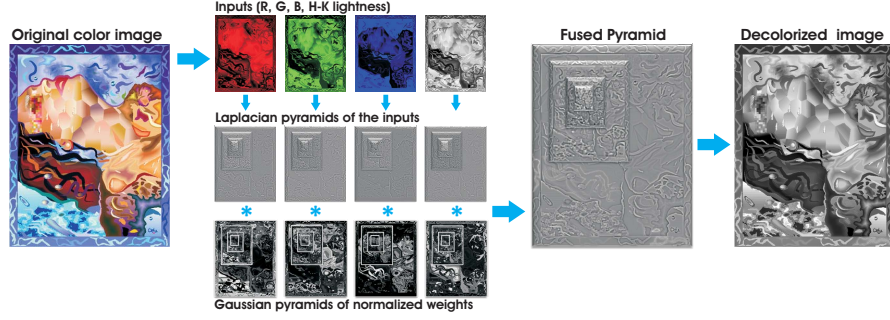 Original color image
Inputs (R, G, B, H-K lightness)
Laplacian pyramids of the inputs
* * * *
Gaussian pyramids of normalized weights
Fused Pyramid
Decolorized image